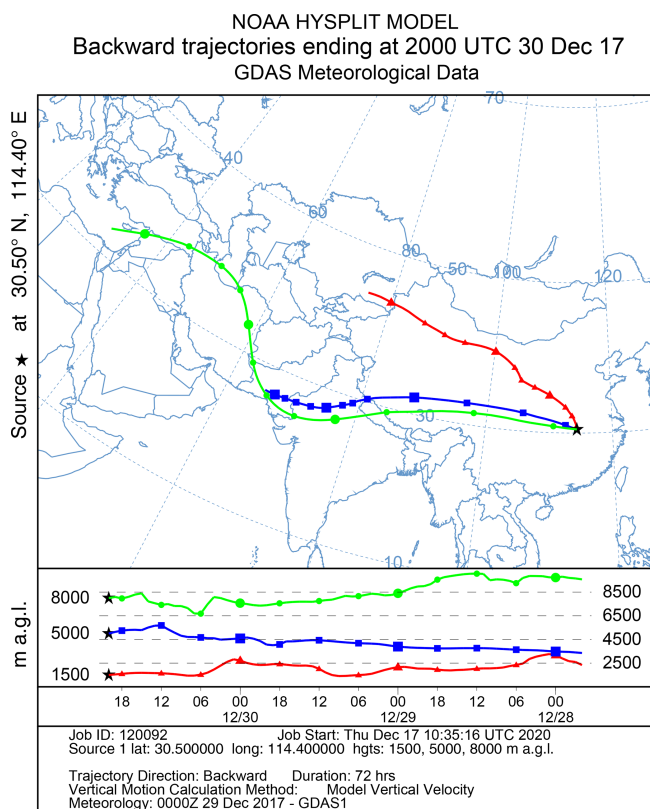 NOAA HYSPLIT MODEL
Backward trajectories ending at 2000 UTC 30 Dec 17
GDAS Meteorological Data
Source ★ at 30.50° N, 114.40° E
70
40
60
80
50
100
120
30
10
m a.g.l.
8000
5000
1500
8500
6500
4500
2500
18 12 06 00 18 12 06 00 18 12 06 00
12/30 12/29 12/28
Job ID: 120092 Job Start: Thu Dec 17 10:35:16 UTC 2020
Source 1 lat: 30.500000 long: 114.400000 hgts: 1500, 5000, 8000 m a.g.l.
Trajectory Direction: Backward Duration: 72 hrs
Vertical Motion Calculation Method: Model Vertical Velocity
Meteorology: 0000Z 29 Dec 2017 - GDAS1